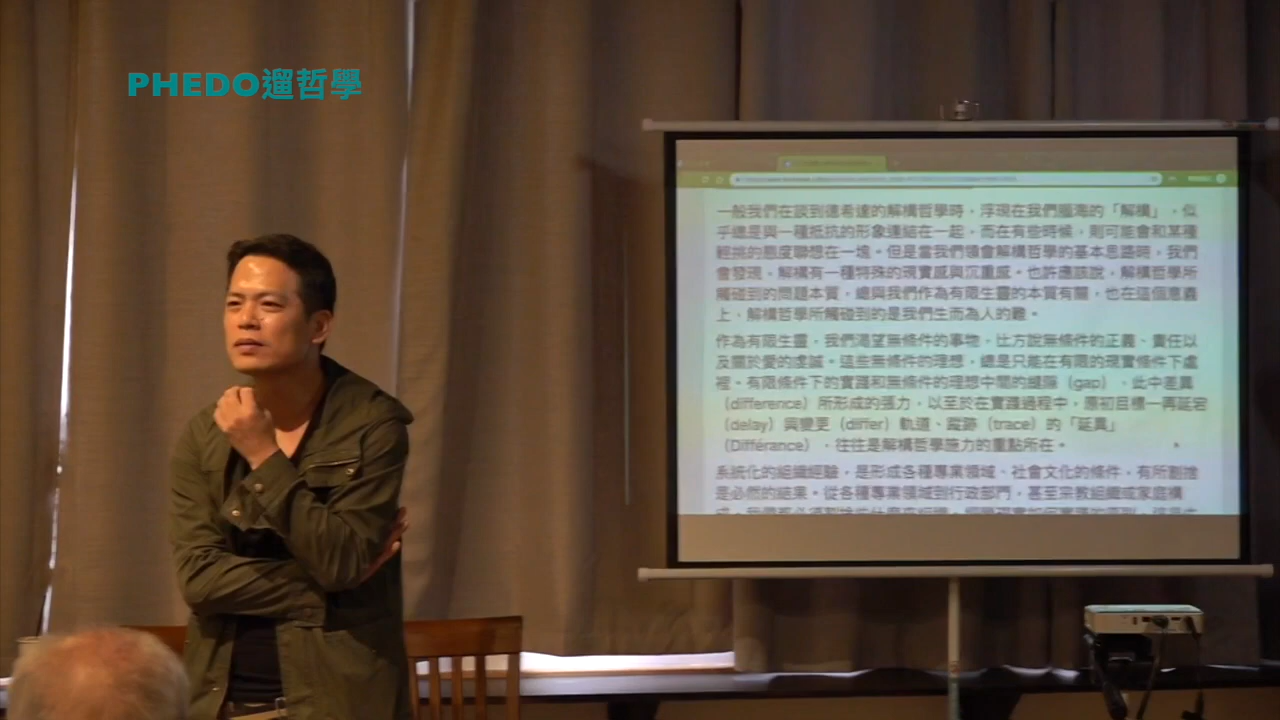 PHEDO遛哲學
一般我們在談到德希達的解構哲學時，浮現在我們腦海的「解構」，似
乎總是與一種抵抗的形象連結在一起。而在有些時候，則可能會和某種
輕挑的態度聯想在一塊。但是當我們領會解構哲學的基本思路時，我們
會發現，解構有一種特殊的現實感與沉重感。也許應該說，解構哲學所
觸碰到的問題本質，總與我們作為有限生靈的本質有關，也在這個意義
上，解構哲學所觸碰到的是我們生而為人的難。
作為有限生靈，我們渴望無條件的事物，比方說無條件的正義、責任以
及關於愛的虔誠。這些無條件的理想，總是只能在有限的現實條件下處
裡。有限條件下的實踐和無條件的理想中間的縫隙（gap），此中差異
（difference）所形成的張力，以至於在實踐過程中，原初目標一再延宕
（delay）與變更（differ）軌道、蹤跡（trace）的「延異」
（Différance），往往是解構哲學施力的重點所在。
系統化的組織經驗，是形成各種專業領域、社會文化的條件，有所割捨
是必然的結果。從各種專業領域到行政部門，甚至宗教組織或家庭構